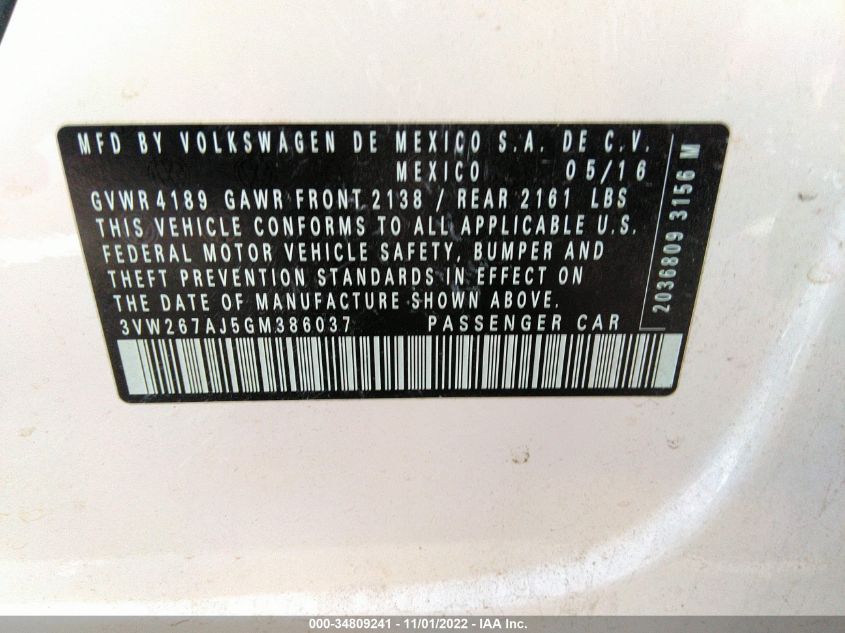 MFD BY VOLKSWAGEN DE MEXICO S.A. DE C.V.
MEXICO 05/16
GVWR 4189 GAWR FRONT 2138 / REAR 2161 LBS
THIS VEHICLE CONFORMS TO ALL APPLICABLE U.S.
FEDERAL MOTOR VEHICLE SAFETY, BUMPER AND
THEFT PREVENTION STANDARDS IN EFFECT ON
THE DATE OF MANUFACTURE SHOWN ABOVE.
3VW267AJ5GM386037 PASSENGER CAR
2036809 3156 M
000-34809241 - 11/01/2022 - IAA Inc.